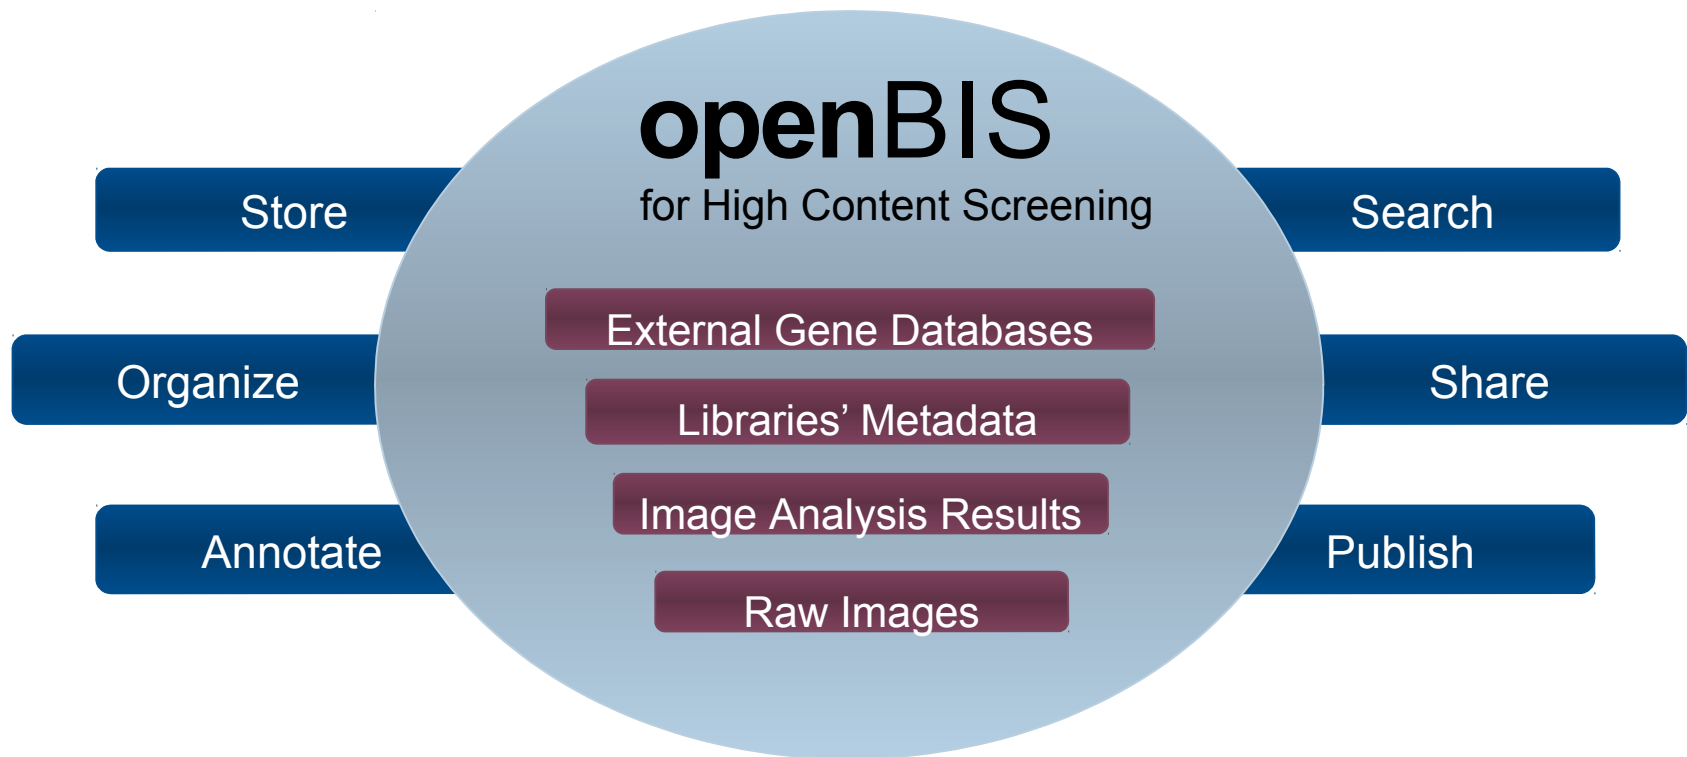 openBIS
for High Content Screening
Store
Search
External Gene Databases
Organize
Libraries’ Metadata
Share
Image Analysis Results
Annotate
Publish
Raw Images